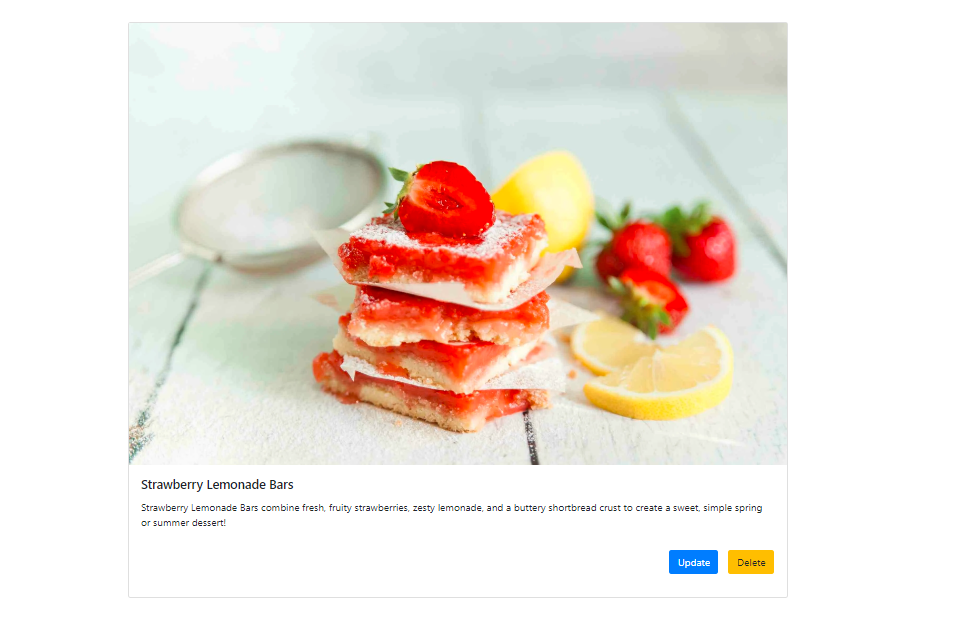 Strawberry Lemonade Bars
Strawberry Lemonade Bars combine fresh, fruity strawberries, zesty lemonade, and a buttery shortbread crust to create a sweet, simple spring
or summer dessert!
Update Delete